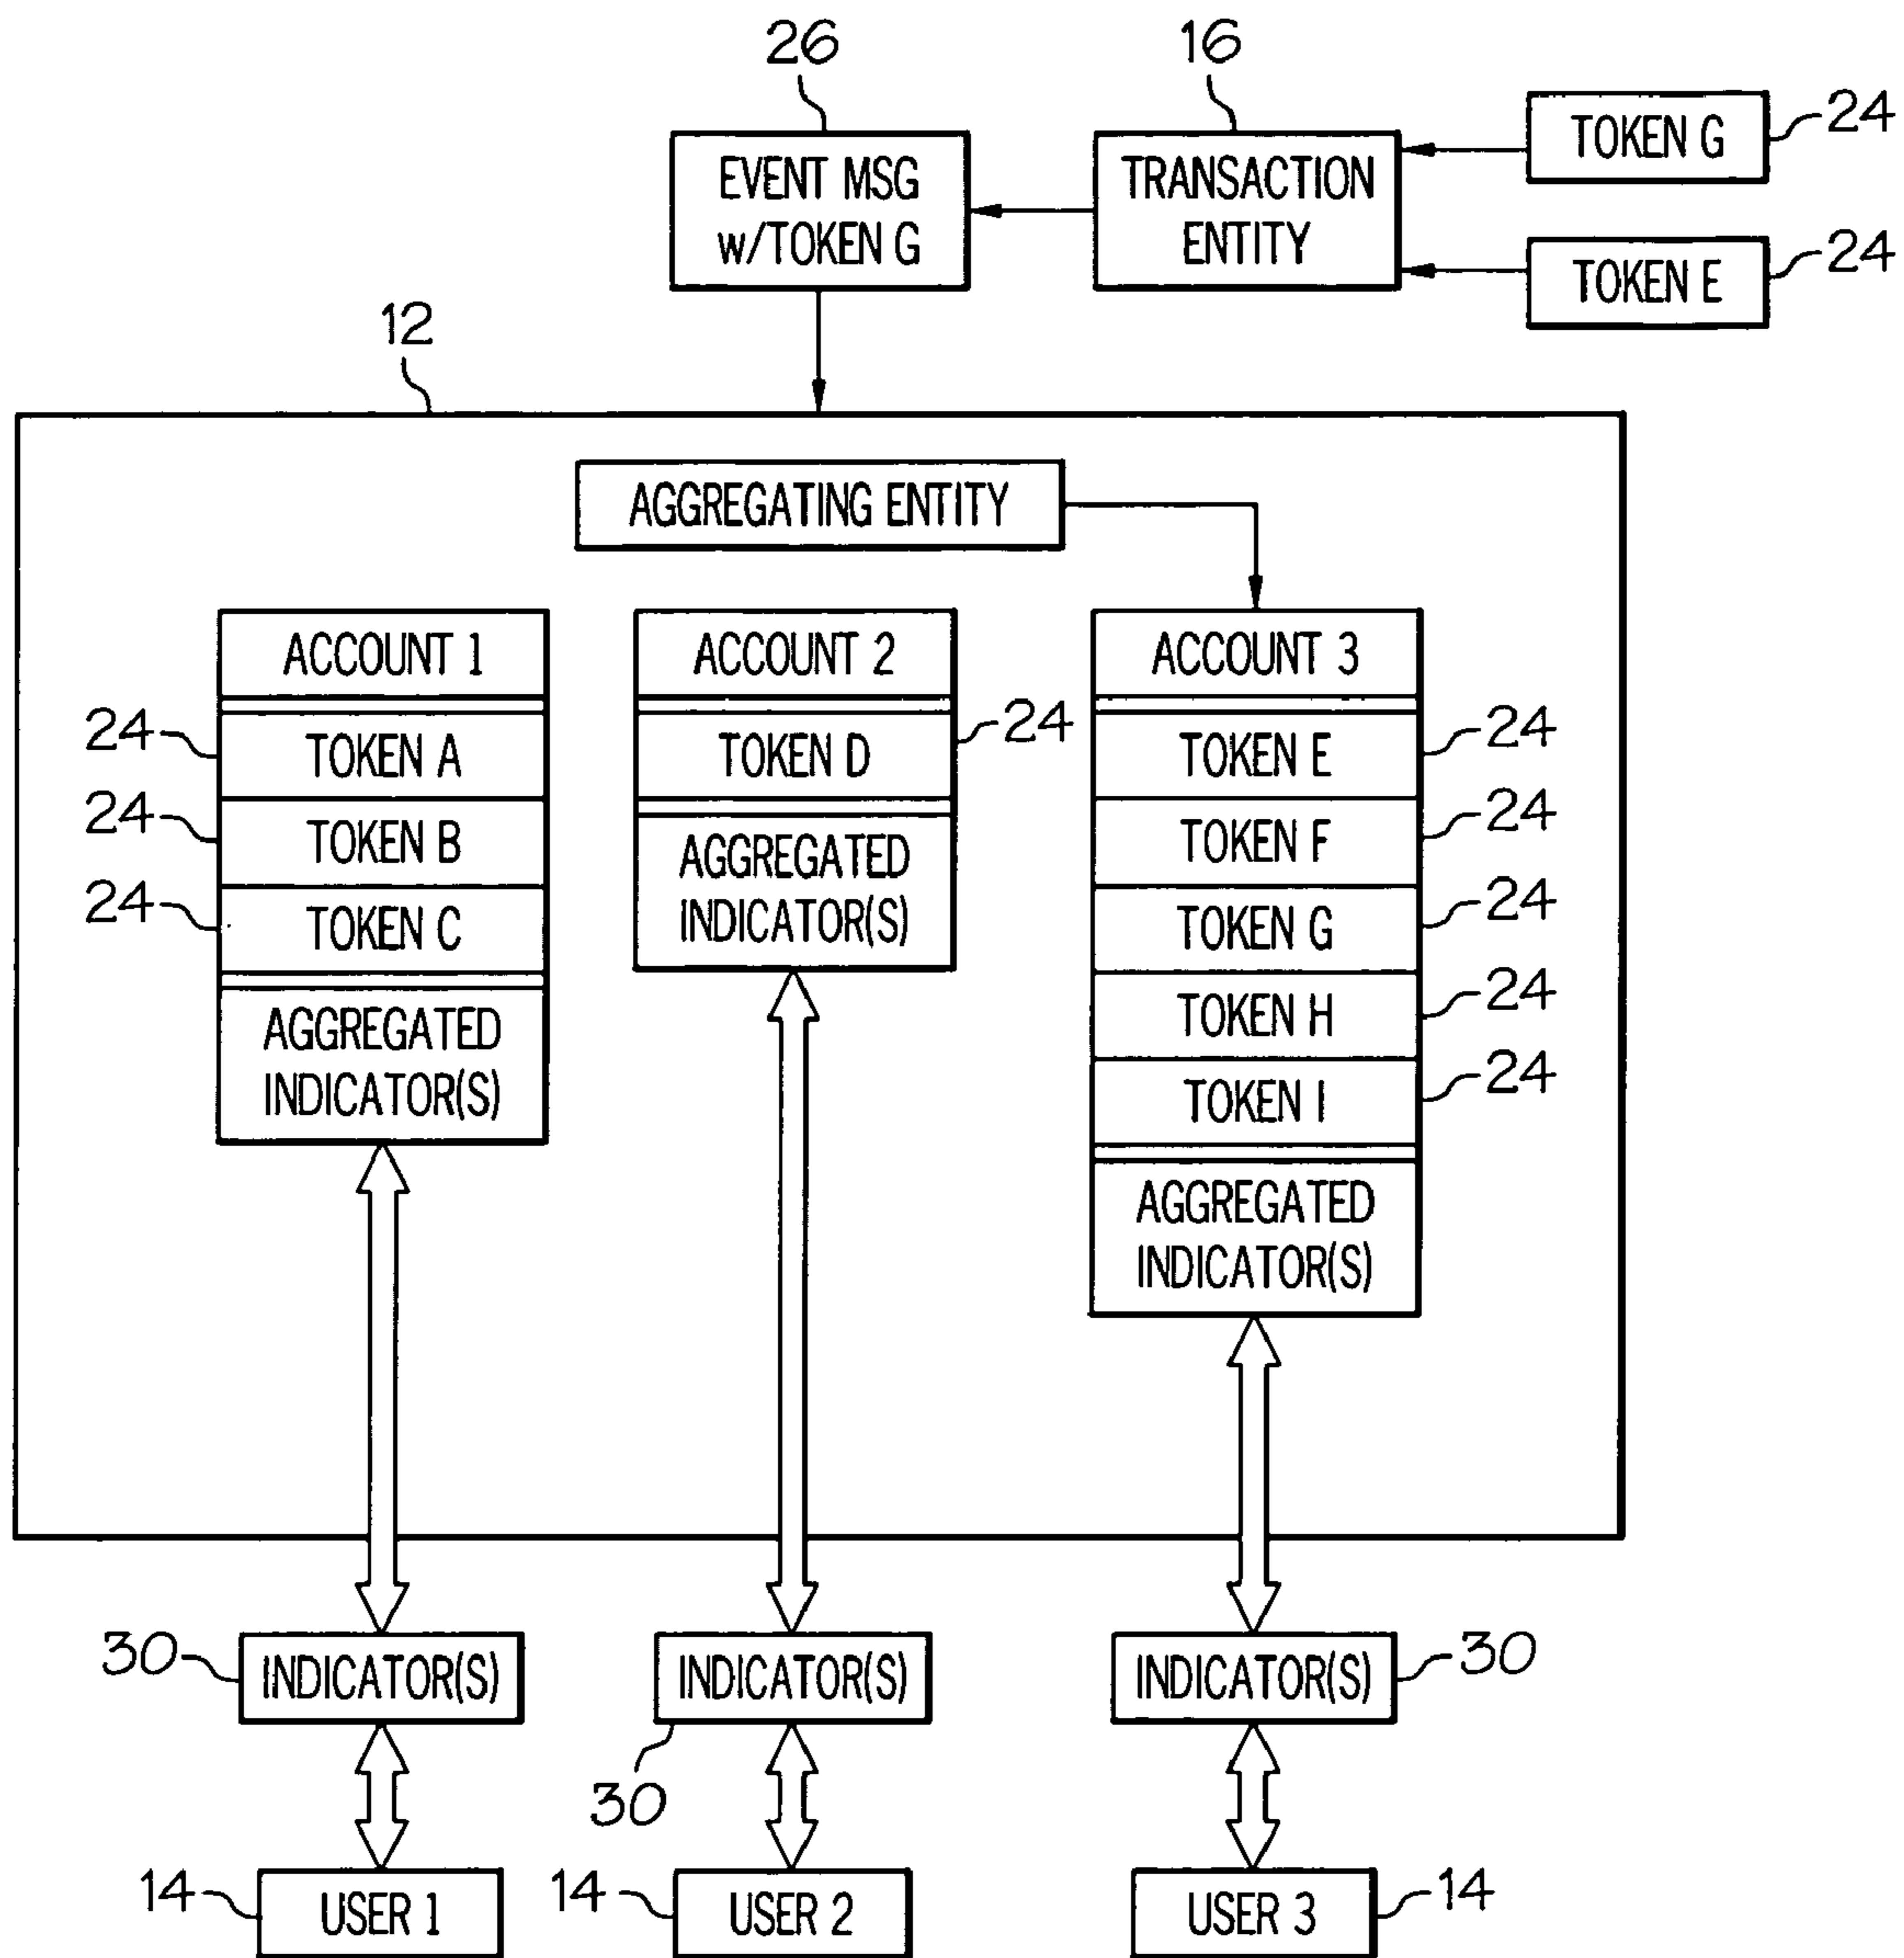 26
16
TOKEN G
24
EVENT MSG
w/TOKEN G
TRANSACTION
ENTITY
TOKEN E
24
12
AGGREGATING ENTITY
ACCOUNT 1
24
TOKEN A
24
TOKEN B
24
TOKEN C
AGGREGATED
INDICATOR(S)
ACCOUNT 2
TOKEN D
24
AGGREGATED
INDICATOR(S)
ACCOUNT 3
TOKEN E
24
TOKEN F
24
TOKEN G
24
TOKEN H
24
TOKEN I
24
AGGREGATED
INDICATOR(S)
30
INDICATOR(S)
INDICATOR(S)
30
INDICATOR(S)
30
14
USER 1
14
USER 2
USER 3
14